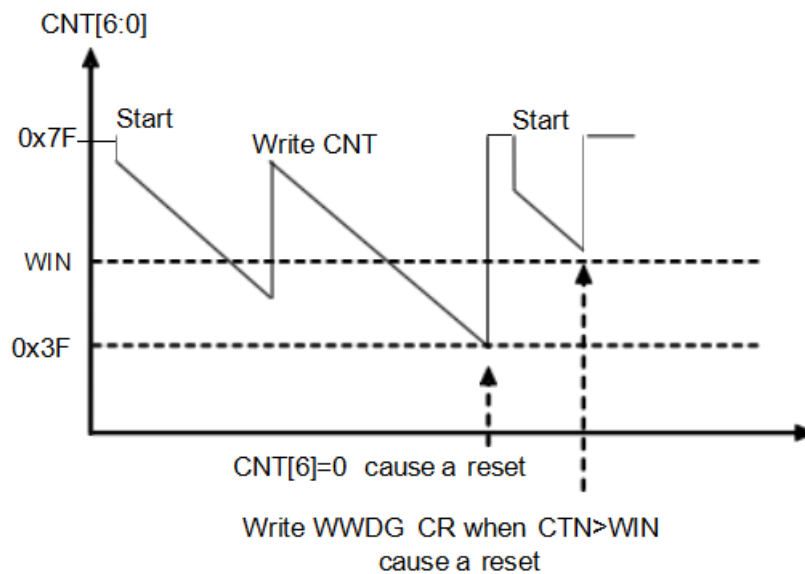 CNT[6:0]
Start
Start
0x7F
Write CNT
WIN
0x3F
CNT[6]=0 cause a reset
Write WWDG CR when CTN>WIN
cause a reset